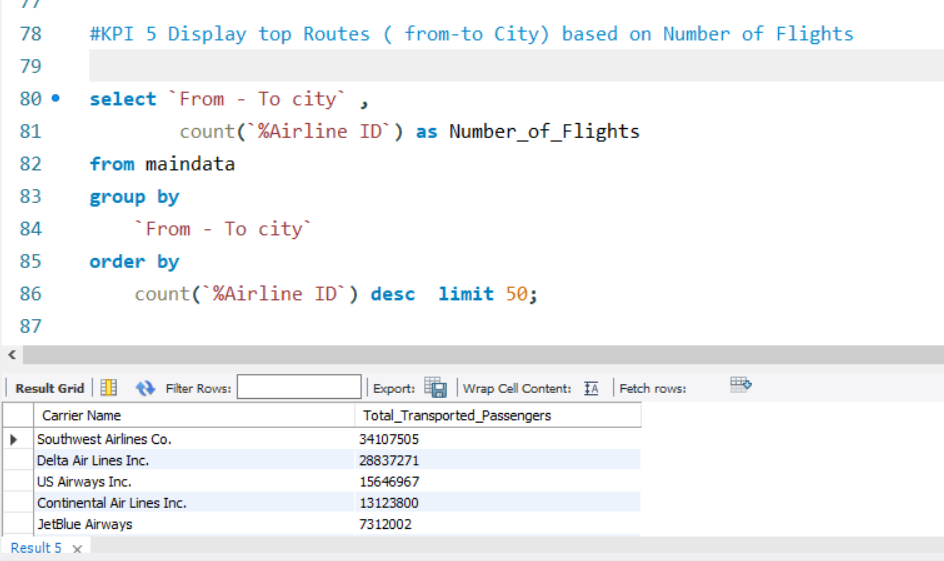 77
78 #KPI 5 Display top Routes ( from-to City) based on Number of Flights
79
80 select `From - To city` ,
81 count(`%Airline ID`) as Number_of_Flights
82 from maindata
83 group by
84 `From - To city`
85 order by
86 count(`%Airline ID`) desc limit 50;
87
Result Grid Filter Rows: Export: Wrap Cell Content: IA Fetch rows:
Carrier Name Total_Transported_Passengers
Southwest Airlines Co. 34107505
Delta Air Lines Inc. 28837271
US Airways Inc. 15646967
Continental Air Lines Inc. 13123800
JetBlue Airways 7312002
Result 5 ×